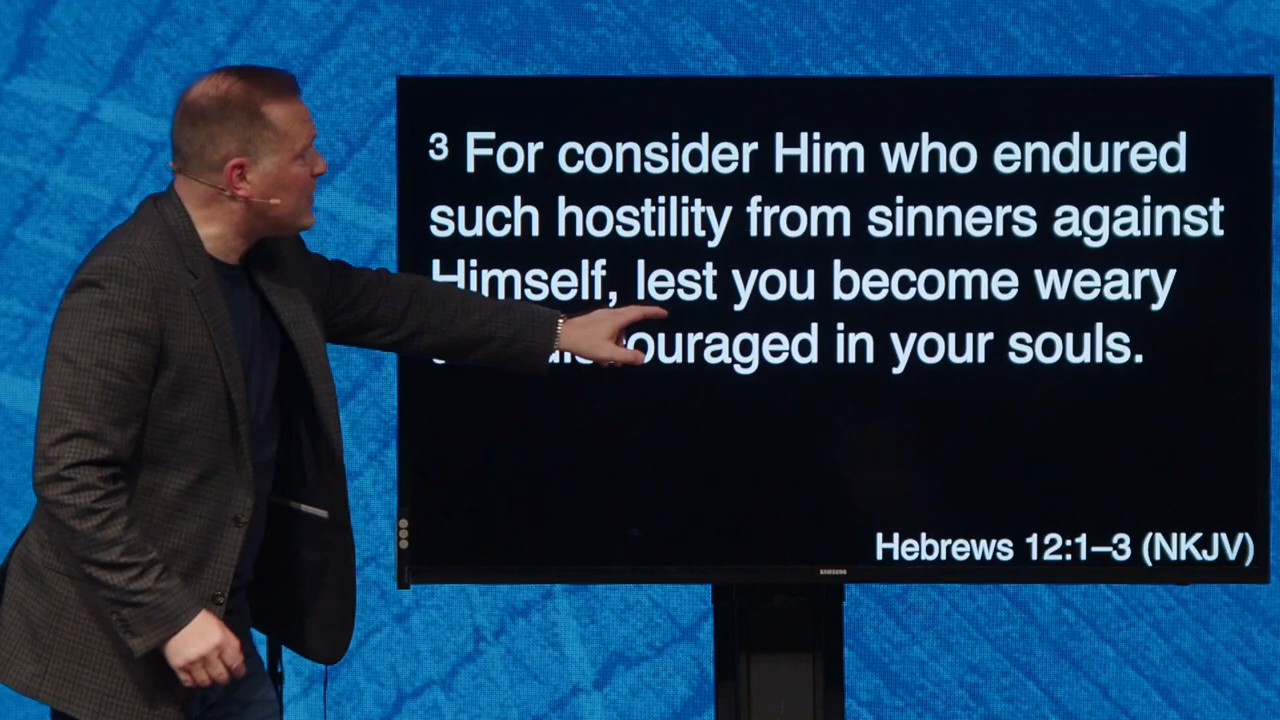 3 For consider Him who endured
such hostility from sinners against
Himself, lest you become weary
in your souls.
Hebrews 12:1–3 (NKJV)
SAMSUNG